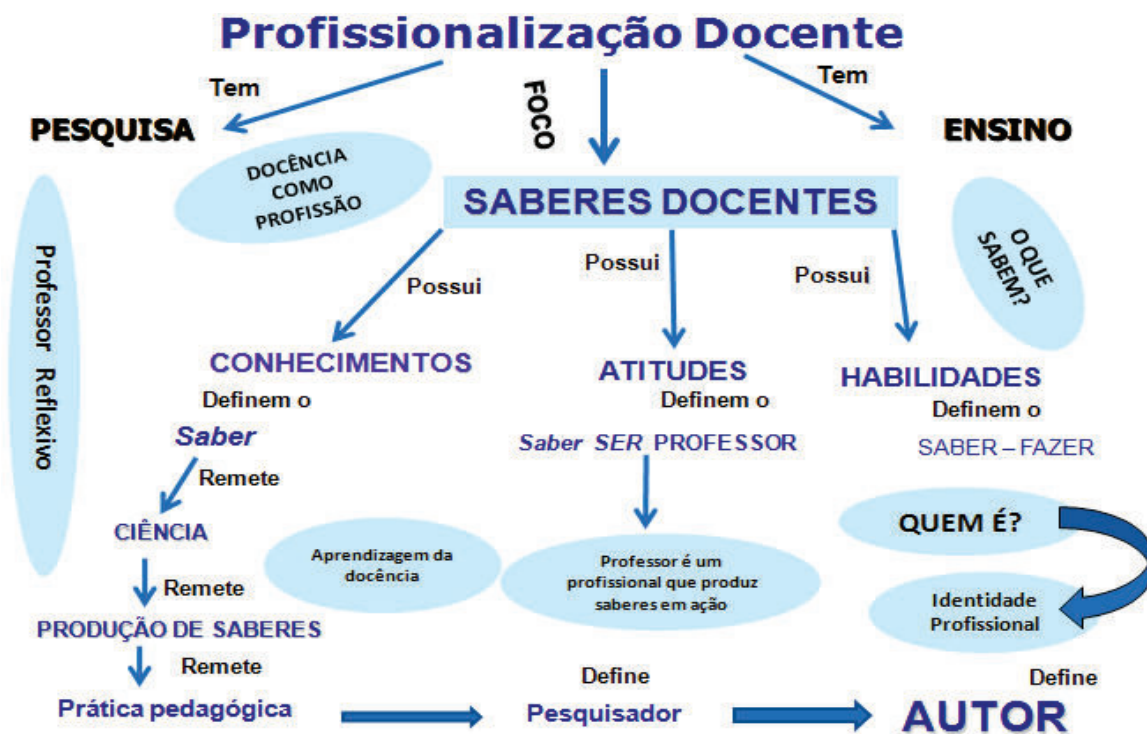 Profissionalização Docente
Tem
FOCO
Tem
PESQUISA
ENSINO
DOCÊNCIA
COMO
PROFISSÃO
SABERES DOCENTES
O QUE
SABEM?
Professor Reflexivo
Possui
Possui
Possui
CONHECIMENTOS
ATITUDES
HABILIDADES
Definem o
Definem o
Definem o
Saber
Saber SER PROFESSOR
SABER – FAZER
Remete
CIÊNCIA
QUEM É?
Aprendizagem da
docência
Professor é um
profissional que produz
saberes em ação
Remete
Identidade
Profissional
PRODUÇÃO DE SABERES
Remete
Define
Define
Prática pedagógica
Pesquisador
AUTOR